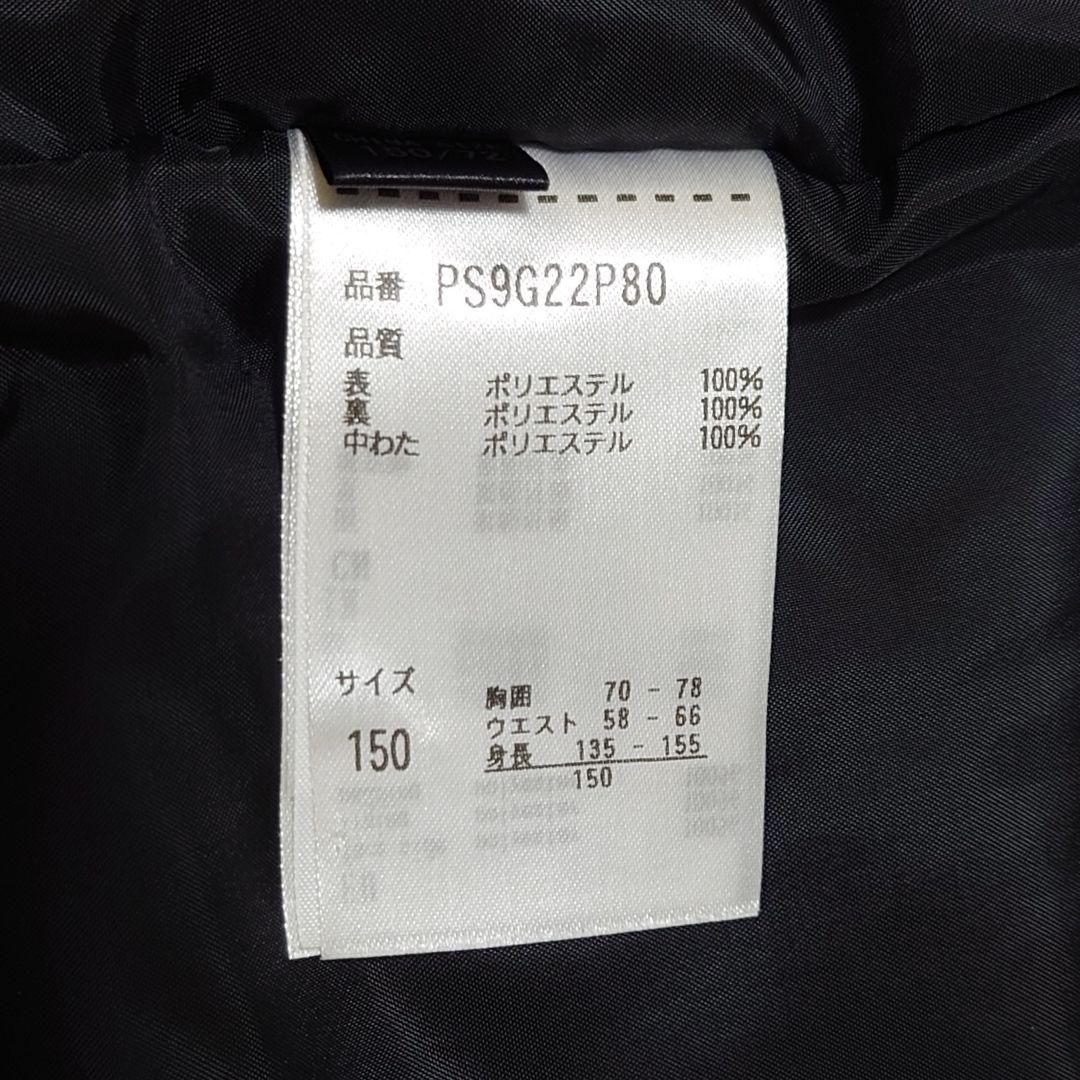 150/72
品番 PS9G22P80
品質
表 ポリエステル 100%
裏 ポリエステル 100%
中わた ポリエステル 100%
サイズ
150
胸囲 70 - 78
ウエスト 58 - 66
身長 135 - 155
150